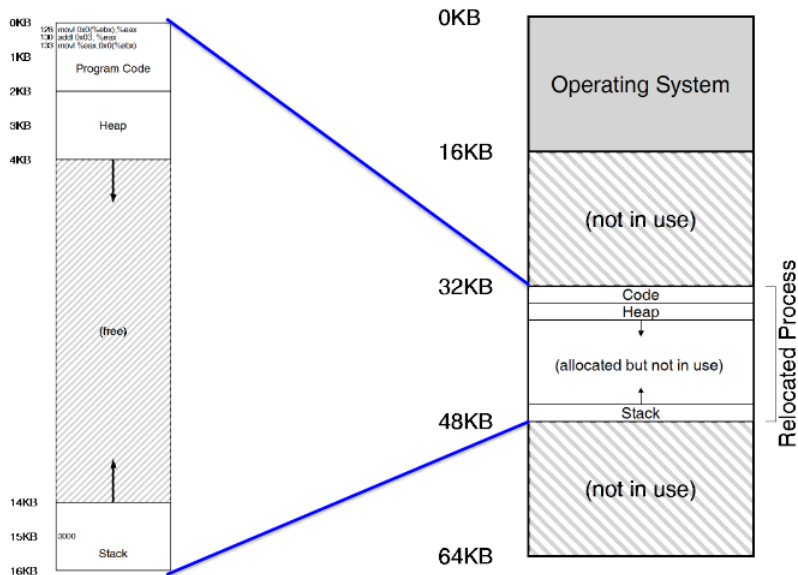 0KB
128 movl 0x0(%ebx),%eax
130 addl 0x03, %eax
133 movl %eax,0x0(%ebx)
1KB
Program Code
2KB
3KB
Heap
4KB
(free)
14KB
15KB
3000
Stack
16KB
0KB
Operating System
16KB
(not in use)
32KB
Code
Heap
(allocated but not in use)
Stack
48KB
(not in use)
64KB
Relocated Process